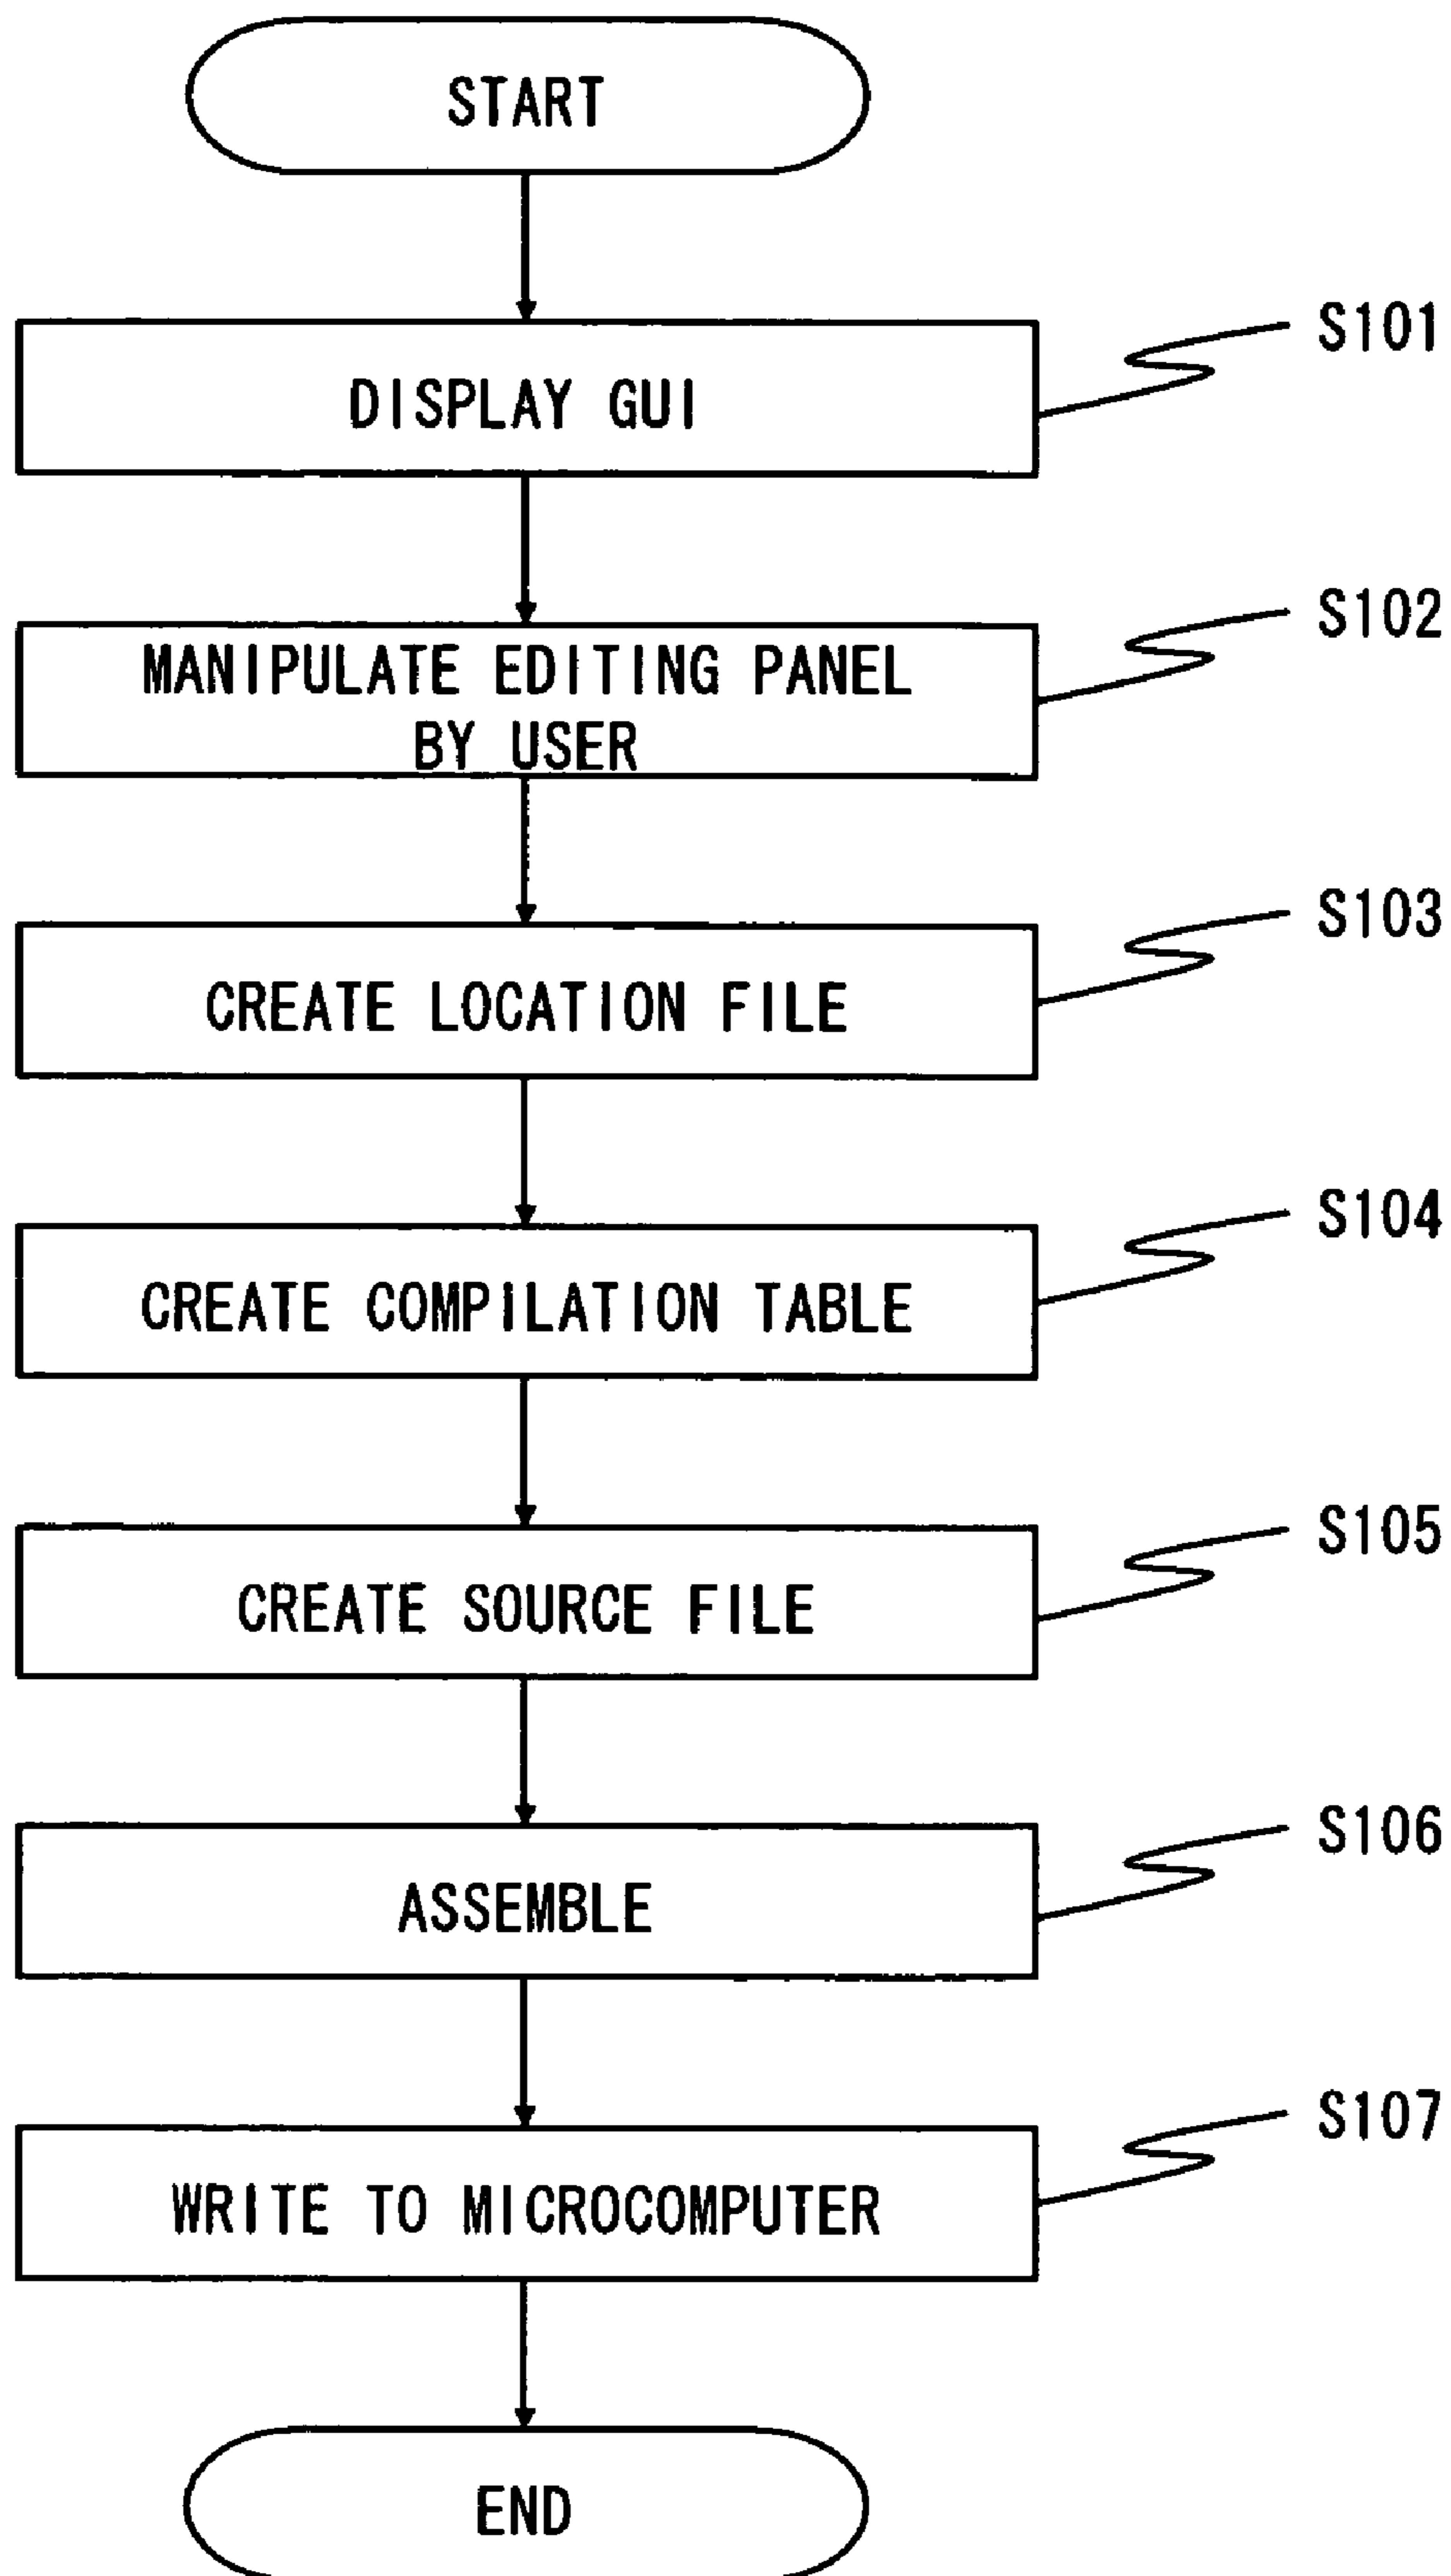 START
DISPLAY GUI
S101
MANIPULATE EDITING PANEL
BY USER
S102
CREATE LOCATION FILE
S103
CREATE COMPILATION TABLE
S104
CREATE SOURCE FILE
S105
ASSEMBLE
S106
WRITE TO MICROCOMPUTER
S107
END